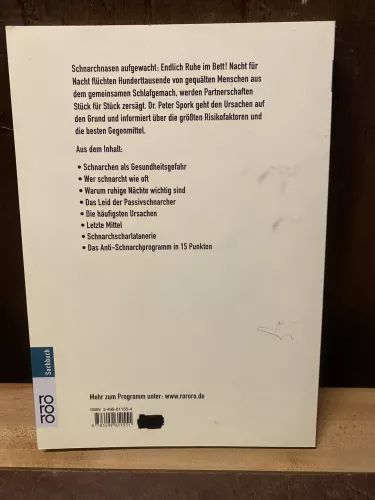 Schnarchnasen aufgewacht: Endlich Ruhe im Bett! Nacht für
Nacht flüchten Hunderttausende von gequälten Menschen aus
dem gemeinsamen Schlafgemach, werden Partnerschaften
Stück für Stück zersägt. Dr. Peter Spork geht den Ursachen auf
den Grund und informiert über die größten Risikofaktoren und
die besten Gegenmittel.
Aus dem Inhalt:
• Schnarchen als Gesundheitsgefahr
• Wer schnarcht wie oft
• Warum ruhige Nächte wichtig sind
• Das Leid der Passivschnarcher
• Die häufigsten Ursachen
• Letzte Mittel
• Schnarchscharlatanerie
• Das Anti-Schnarchprogramm in 15 Punkten
Sachbuch
ro
ro
ro
Mehr zum Programm unter: www.rororo.de